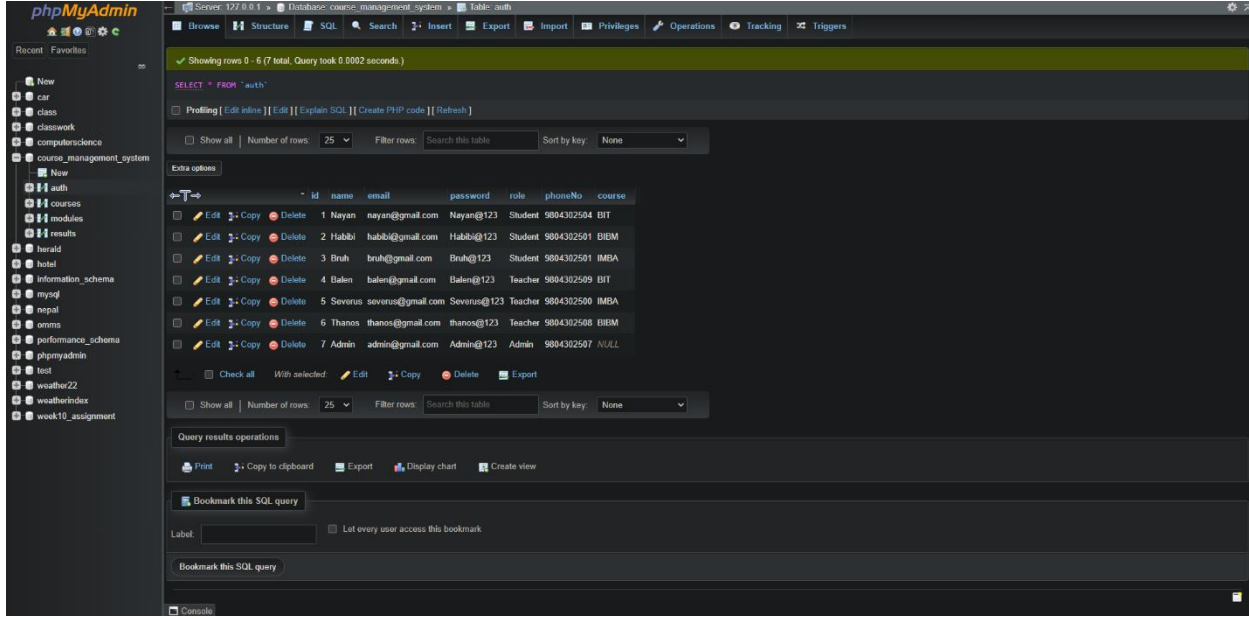 phpMyAdmin
Recent Favorites
New
car
class
classwork
computerscience
course_management_system
New
auth
courses
modules
results
herald
hotel
information_schema
mysql
nepal
omms
performance_schema
phpmyadmin
test
weather22
weatherindex
week10_assignment
Server: 127.0.0.1 » Database: course_management_system » Table: auth
Browse Structure SQL Search Insert Export Import Privileges Operations Tracking Triggers
Showing rows 0 - 6 (7 total, Query took 0.0002 seconds.)
SELECT * FROM `auth`
Profiling [ Edit inline ] [ Edit ] [ Explain SQL ] [ Create PHP code ] [ Refresh ]
Show all | Number of rows: 25 Filter rows: Search this table Sort by key: None
Extra options
id name email password role phoneNo course
Edit Copy Delete 1 Nayan nayan@gmail.com Nayan@123 Student 9804302504 BIT
Edit Copy Delete 2 Habibi habibi@gmail.com Habibi@123 Student 9804302501 BIBM
Edit Copy Delete 3 Bruh bruh@gmail.com Bruh@123 Student 9804302501 IMBA
Edit Copy Delete 4 Balen balen@gmail.com Balen@123 Teacher 9804302509 BIT
Edit Copy Delete 5 Severus severus@gmail.com Severus@123 Teacher 9804302500 IMBA
Edit Copy Delete 6 Thanos thanos@gmail.com thanos@123 Teacher 9804302508 BIBM
Edit Copy Delete 7 Admin admin@gmail.com Admin@123 Admin 9804302507 NULL
Check all With selected: Edit Copy Delete Export
Show all | Number of rows: 25 Filter rows: Search this table Sort by key: None
Query results operations
Print Copy to clipboard Export Display chart Create view
Bookmark this SQL query
Label: Let every user access this bookmark
Bookmark this SQL query
Console